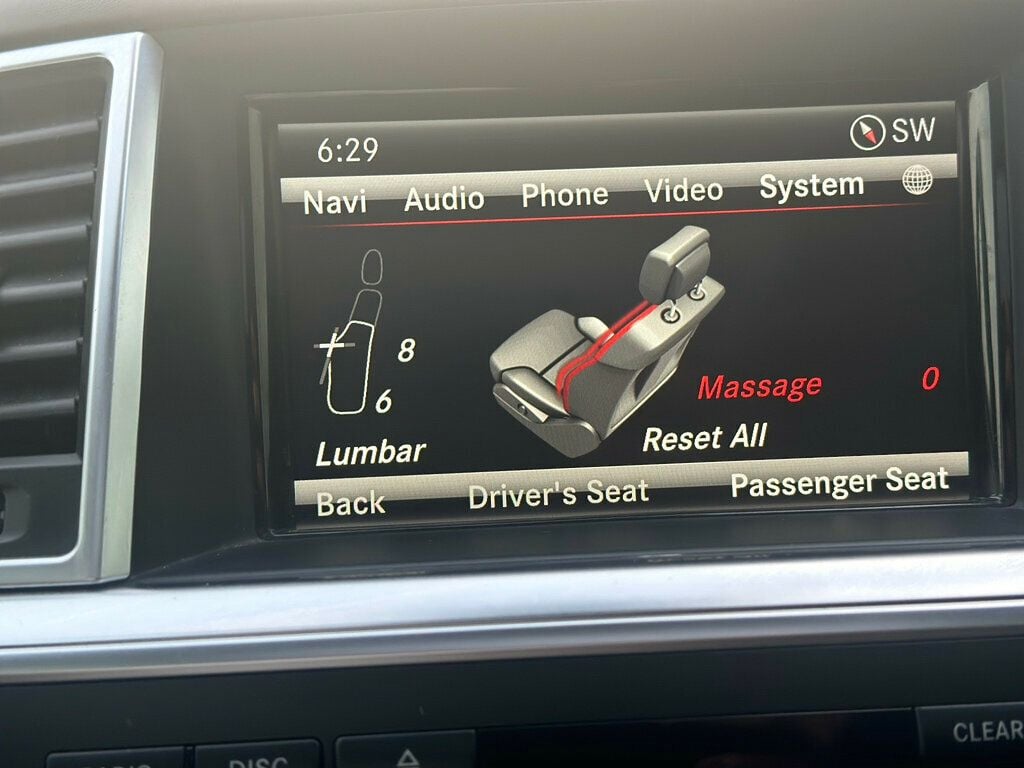 6:29 SW
Navi Audio Phone Video System
8
Massage 0
6
Lumbar Reset All
Back Driver's Seat Passenger Seat
DISC CLEAR